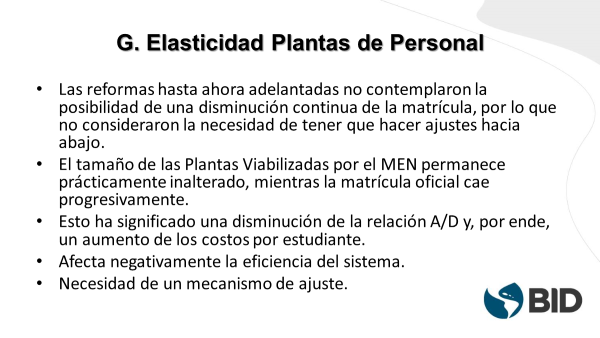 G. Elasticidad Plantas de Personal
• Las reformas hasta ahora adelantadas no contemplaron la
posibilidad de una disminución continua de la matrícula, por lo que
no consideraron la necesidad de tener que hacer ajustes hacia
abajo.
• El tamaño de las Plantas Viabilizadas por el MEN permanece
prácticamente inalterado, mientras la matrícula oficial cae
progresivamente.
• Esto ha significado una disminución de la relación A/D y, por ende,
un aumento de los costos por estudiante.
• Afecta negativamente la eficiencia del sistema.
• Necesidad de un mecanismo de ajuste.
BID